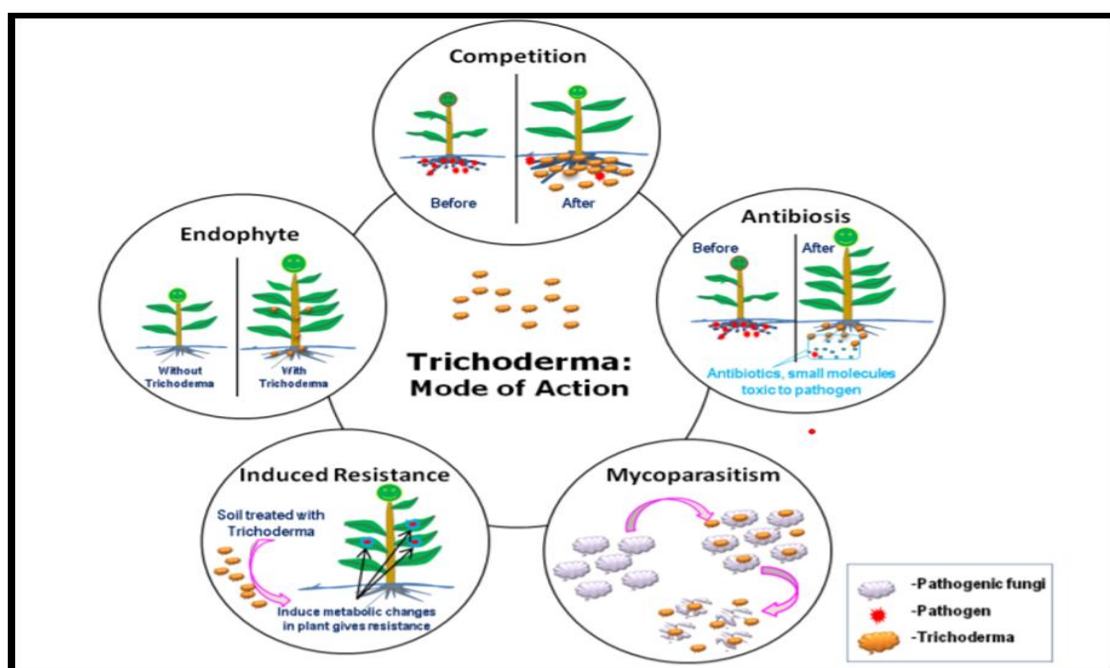 Competition
Before
After
Endophyte
Without
Trichoderma
With
Trichoderma
Antibiosis
Before
After
Antibiotics, small molecules
toxic to pathogen
Trichoderma:
Mode of Action
Induced Resistance
Soil treated with
Trichoderma
Induce metabolic changes
in plant gives resistance.
Mycoparasitism
-Pathogenic fungi
-Pathogen
-Trichoderma